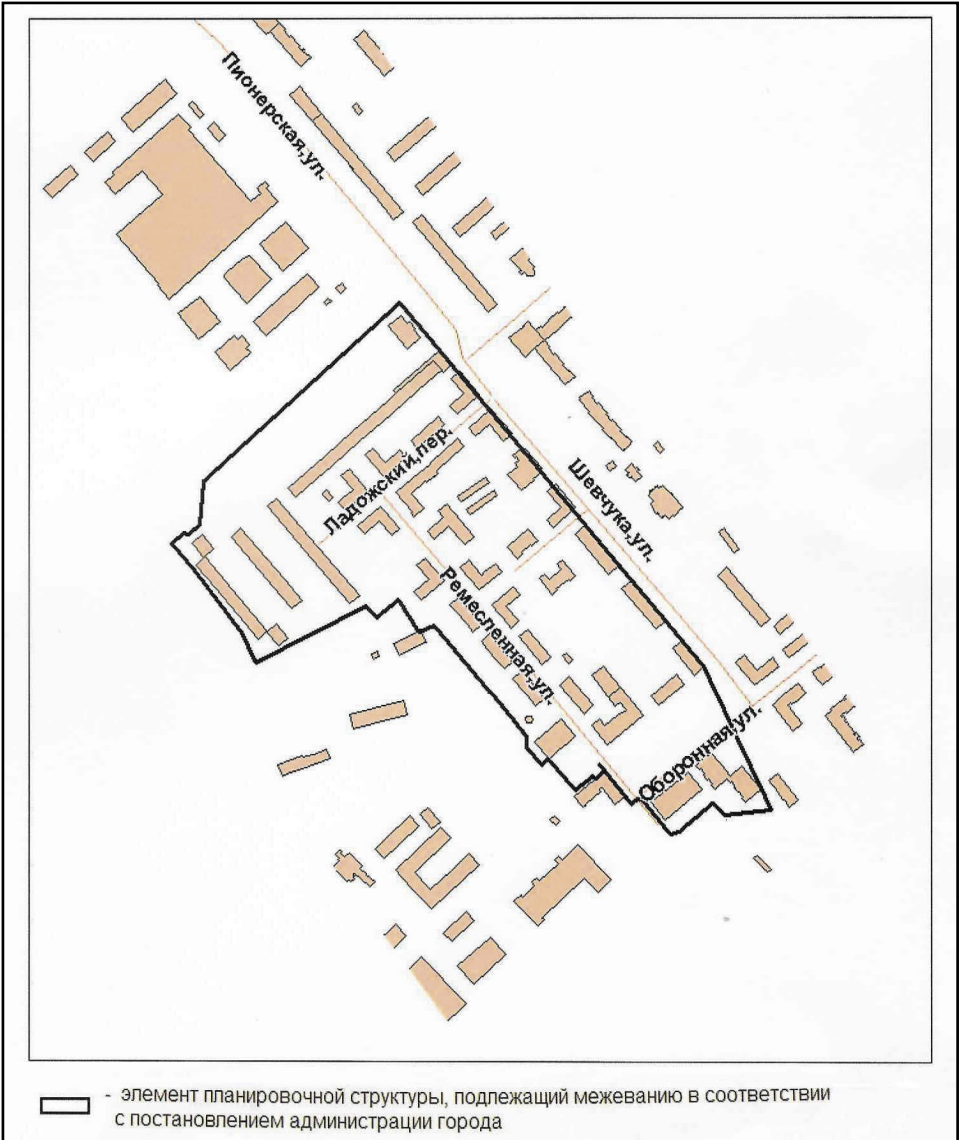 Пионерская,ул.
Ладожский,пер.
Шевчука,ул.
Ремесленная,ул.
Оборонная,ул.
- элемент планировочной структуры, подлежащий межеванию в соответствии
с постановлением администрации города